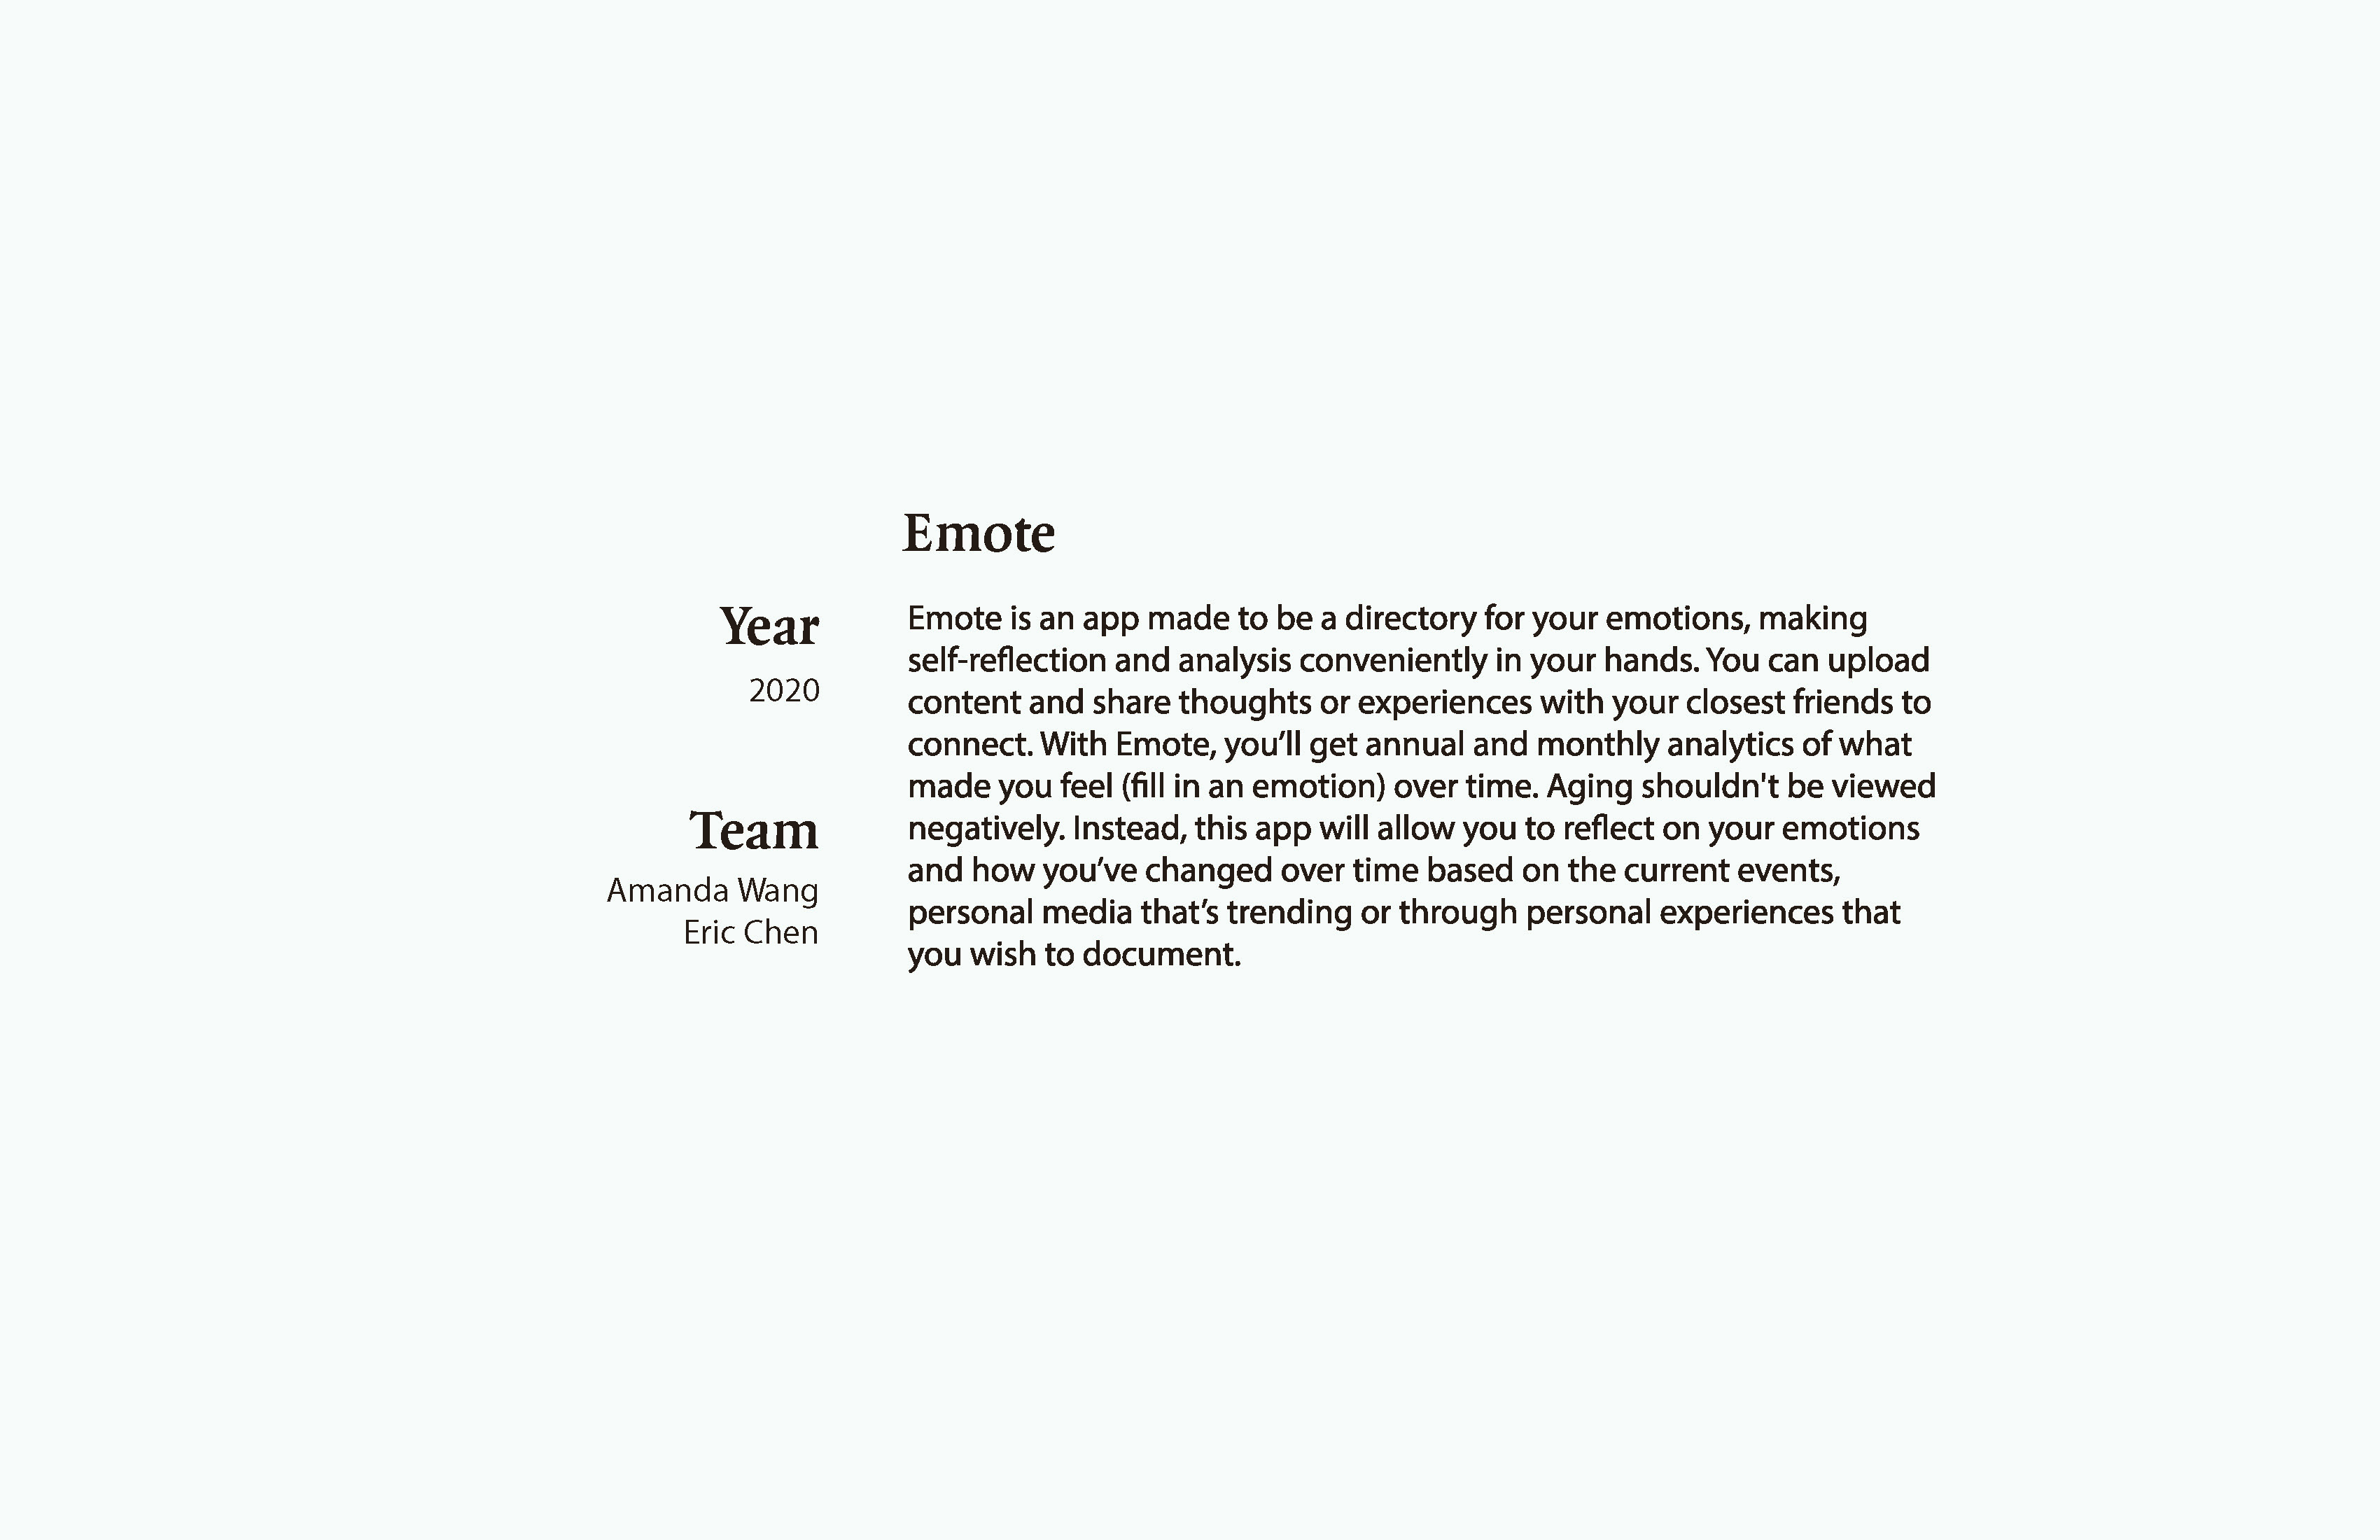 Emote
Year
2020
Team
Amanda Wang
Eric Chen
Emote is an app made to be a directory for your emotions, making
self-reflection and analysis conveniently in your hands. You can upload
content and share thoughts or experiences with your closest friends to
connect. With Emote, you’ll get annual and monthly analytics of what
made you feel (fill in an emotion) over time. Aging shouldn't be viewed
negatively. Instead, this app will allow you to reflect on your emotions
and how you’ve changed over time based on the current events,
personal media that’s trending or through personal experiences that
you wish to document.